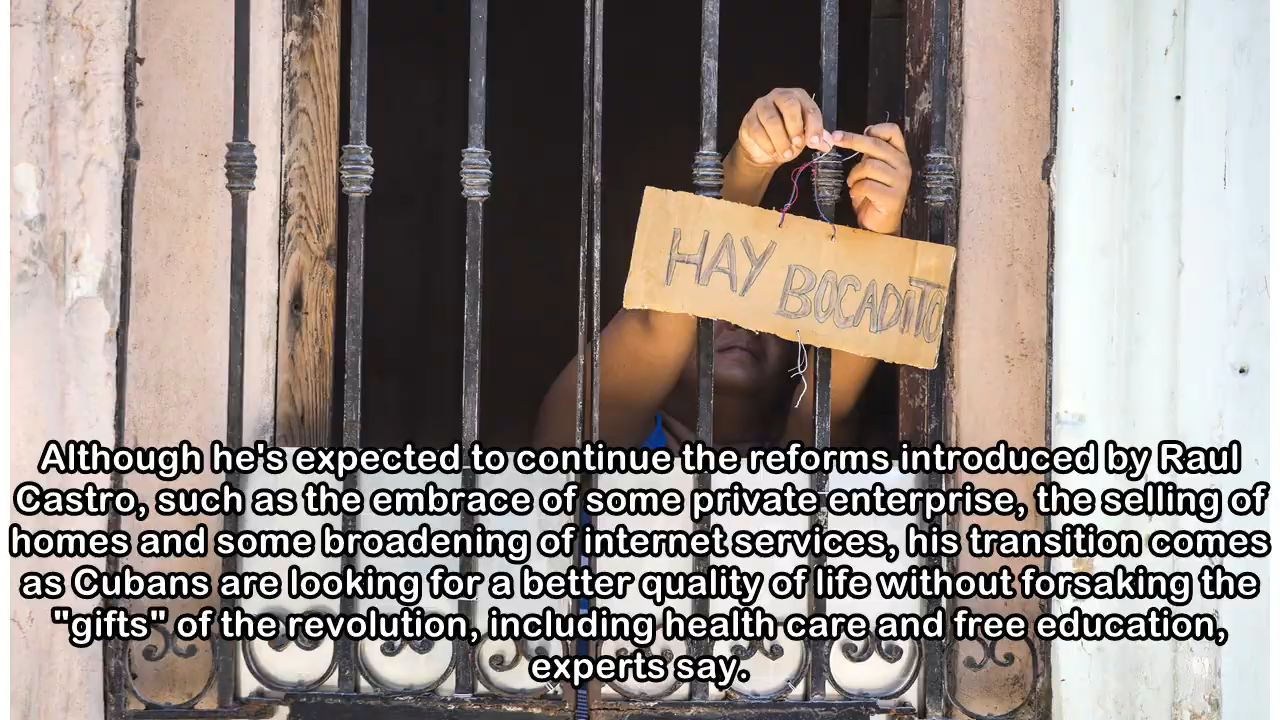 HAY BOCADITO
Although he's expected to continue the reforms introduced by Raul
Castro, such as the embrace of some private enterprise, the selling of
homes and some broadening of internet services, his transition comes
as Cubans are looking for a better quality of life without forsaking the
"gifts" of the revolution, including health care and free education,
experts say.